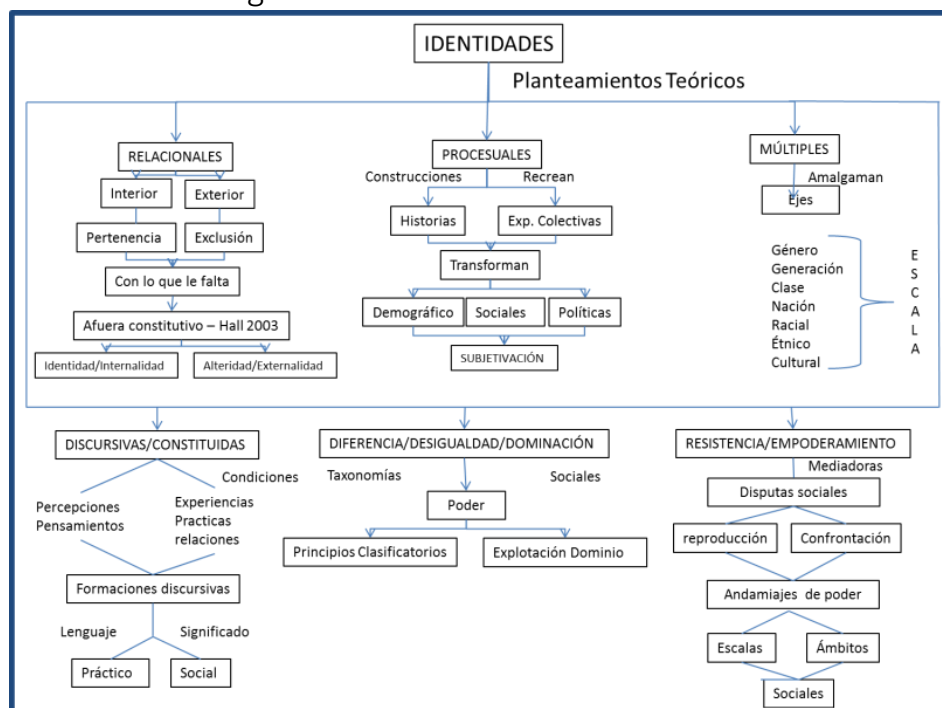 IDENTIDADES
Planteamientos Teóricos
RELACIONALES
Interior
Exterior
Pertenencia
Exclusión
Con lo que le falta
Afuera constitutivo – Hall 2003
Identidad/Internalidad
Alteridad/Externalidad
PROCESUALES
Construcciones
Recrean
Historias
Exp. Colectivas
Transforman
Demográfico
Sociales
Políticas
SUBJETIVACIÓN
MÚLTIPLES
Amalgaman
Ejes
Género
Generación
Clase
Nación
Racial
Étnico
Cultural
E
S
C
A
L
A
DISCURSIVAS/CONSTITUIDAS
Condiciones
Percepciones
Pensamientos
Experiencias
Practicas
relaciones
Formaciones discursivas
Lenguaje
Significado
Práctico
Social
DIFERENCIA/DESIGUALDAD/DOMINACIÓN
Taxonomías
Sociales
Poder
Principios Clasificatorios
Explotación Dominio
RESISTENCIA/EMPODERAMIENTO
Mediadoras
Disputas sociales
reproducción
Confrontación
Andamiajes de poder
Escalas
Ámbitos
Sociales